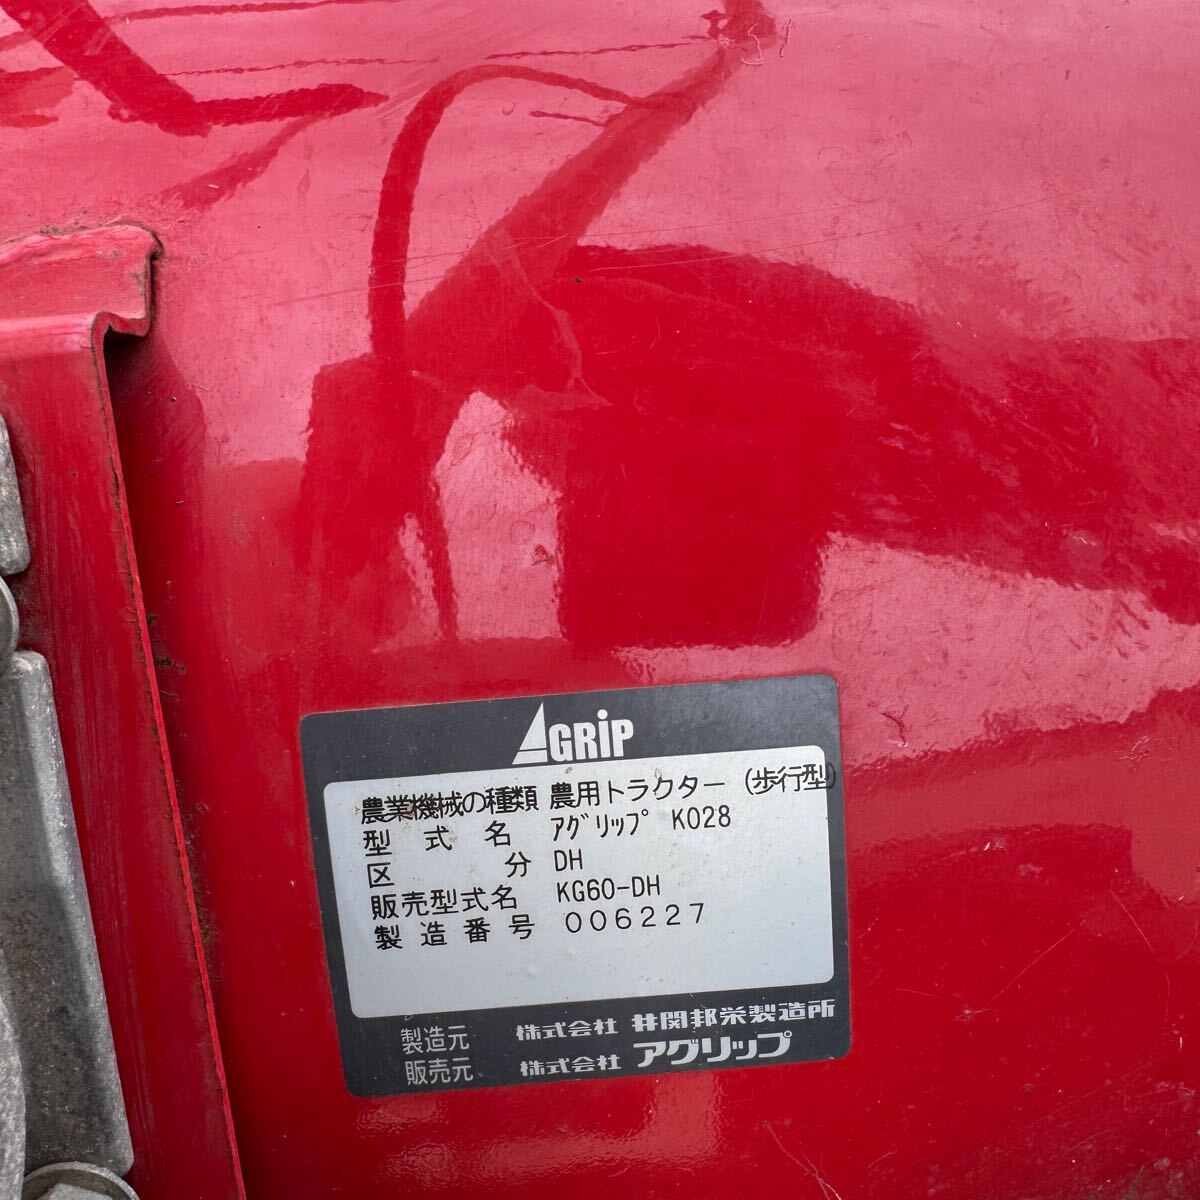 AGRiP
農業機械の種類 農用トラクター (歩行型)
型式名 アグリップ K028
区分 DH
販売型式名 KG60-DH
製造番号 006227
製造元 株式会社 井関邦栄製造所
販売元 株式会社 アグリップ